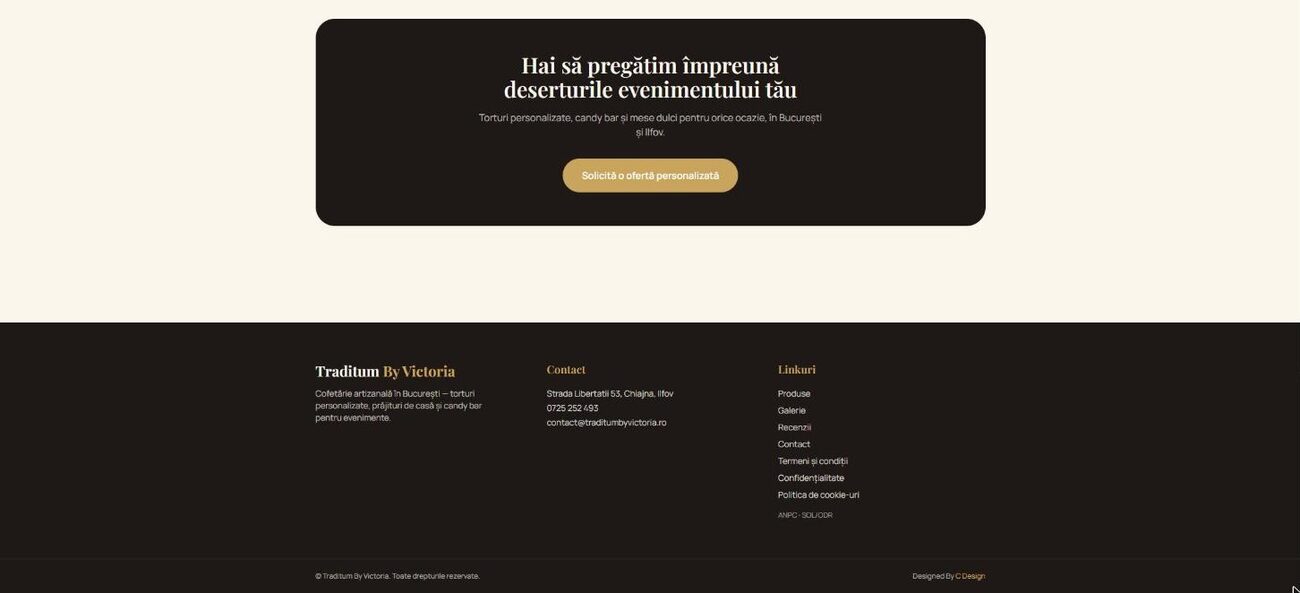 Hai să pregătim împreună
deserturile evenimentului tău
Torturi personalizate, candy bar și mese dulci pentru orice ocazie, în București
și Ilfov.
Solicită o ofertă personalizată
Traditum By Victoria
Cofetărie artizanală în București — torturi
personalizate, prăjituri de casă și candy bar
pentru evenimente.
Contact
Strada Libertatii 53, Chiajna, Ilfov
0725 252 493
contact@traditumbyvictoria.ro
Linkuri
Produse
Galerie
Recenzii
Contact
Termeni și condiții
Confidențialitate
Politica de cookie-uri
ANPC · SOL/ODR
© Traditum By Victoria. Toate drepturile rezervate.
Designed By C Design